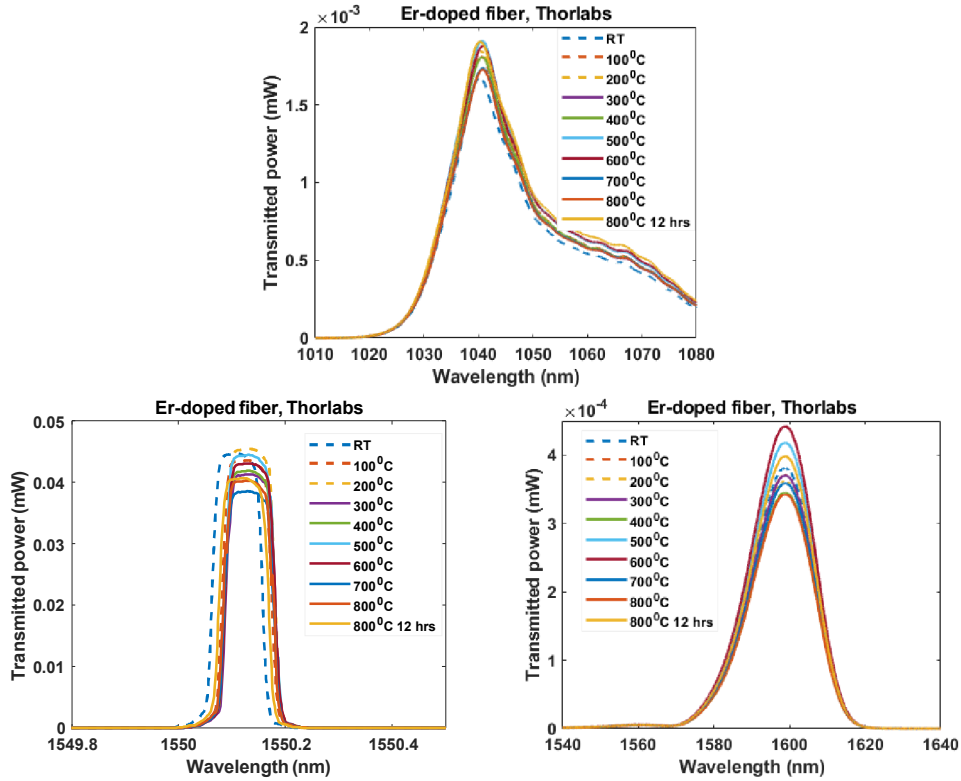 Er-doped fiber, Thorlabs
×10⁻³
2
1.5
1
0.5
0
Transmitted power (mW)
RT
100⁰C
200⁰C
300⁰C
400⁰C
500⁰C
600⁰C
700⁰C
800⁰C
800⁰C 12 hrs
1010 1020 1030 1040 1050 1060 1070 1080
Wavelength (nm)
Er-doped fiber, Thorlabs
0.05
0.04
0.03
0.02
0.01
0
Transmitted power (mW)
RT
100⁰C
200⁰C
300⁰C
400⁰C
500⁰C
600⁰C
700⁰C
800⁰C
800⁰C 12 hrs
1549.8 1550 1550.2 1550.4
Wavelength (nm)
Er-doped fiber, Thorlabs
×10⁻⁴
4
3
2
1
0
Transmitted power (mW)
RT
100⁰C
200⁰C
300⁰C
400⁰C
500⁰C
600⁰C
700⁰C
800⁰C
800⁰C 12 hrs
1540 1560 1580 1600 1620 1640
Wavelength (nm)